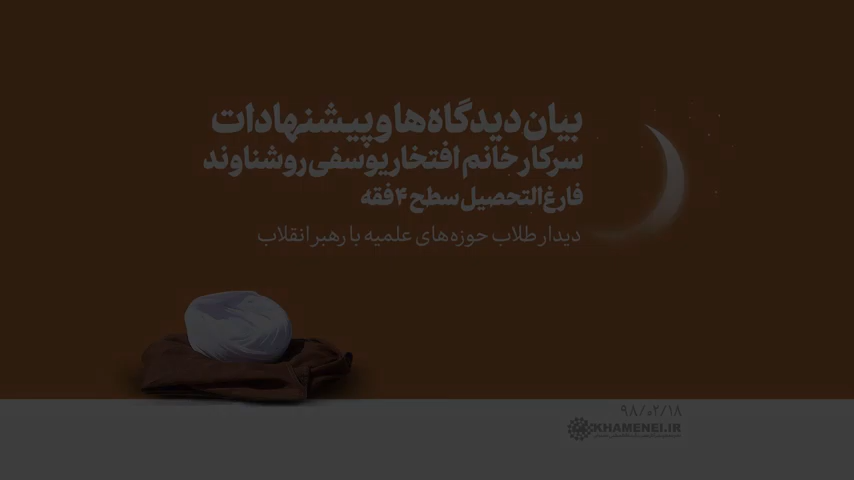 بیان دیدگاه‌ها و پیشنهادات
سرکار خانم افتخار یوسفی روشناوند
فارغ‌التحصیل سطح ۴ فقه
دیدار طلاب حوزه‌های علمیه با رهبر انقلاب
۹۸/۰۲/۱۸
KHAMENEI.IR